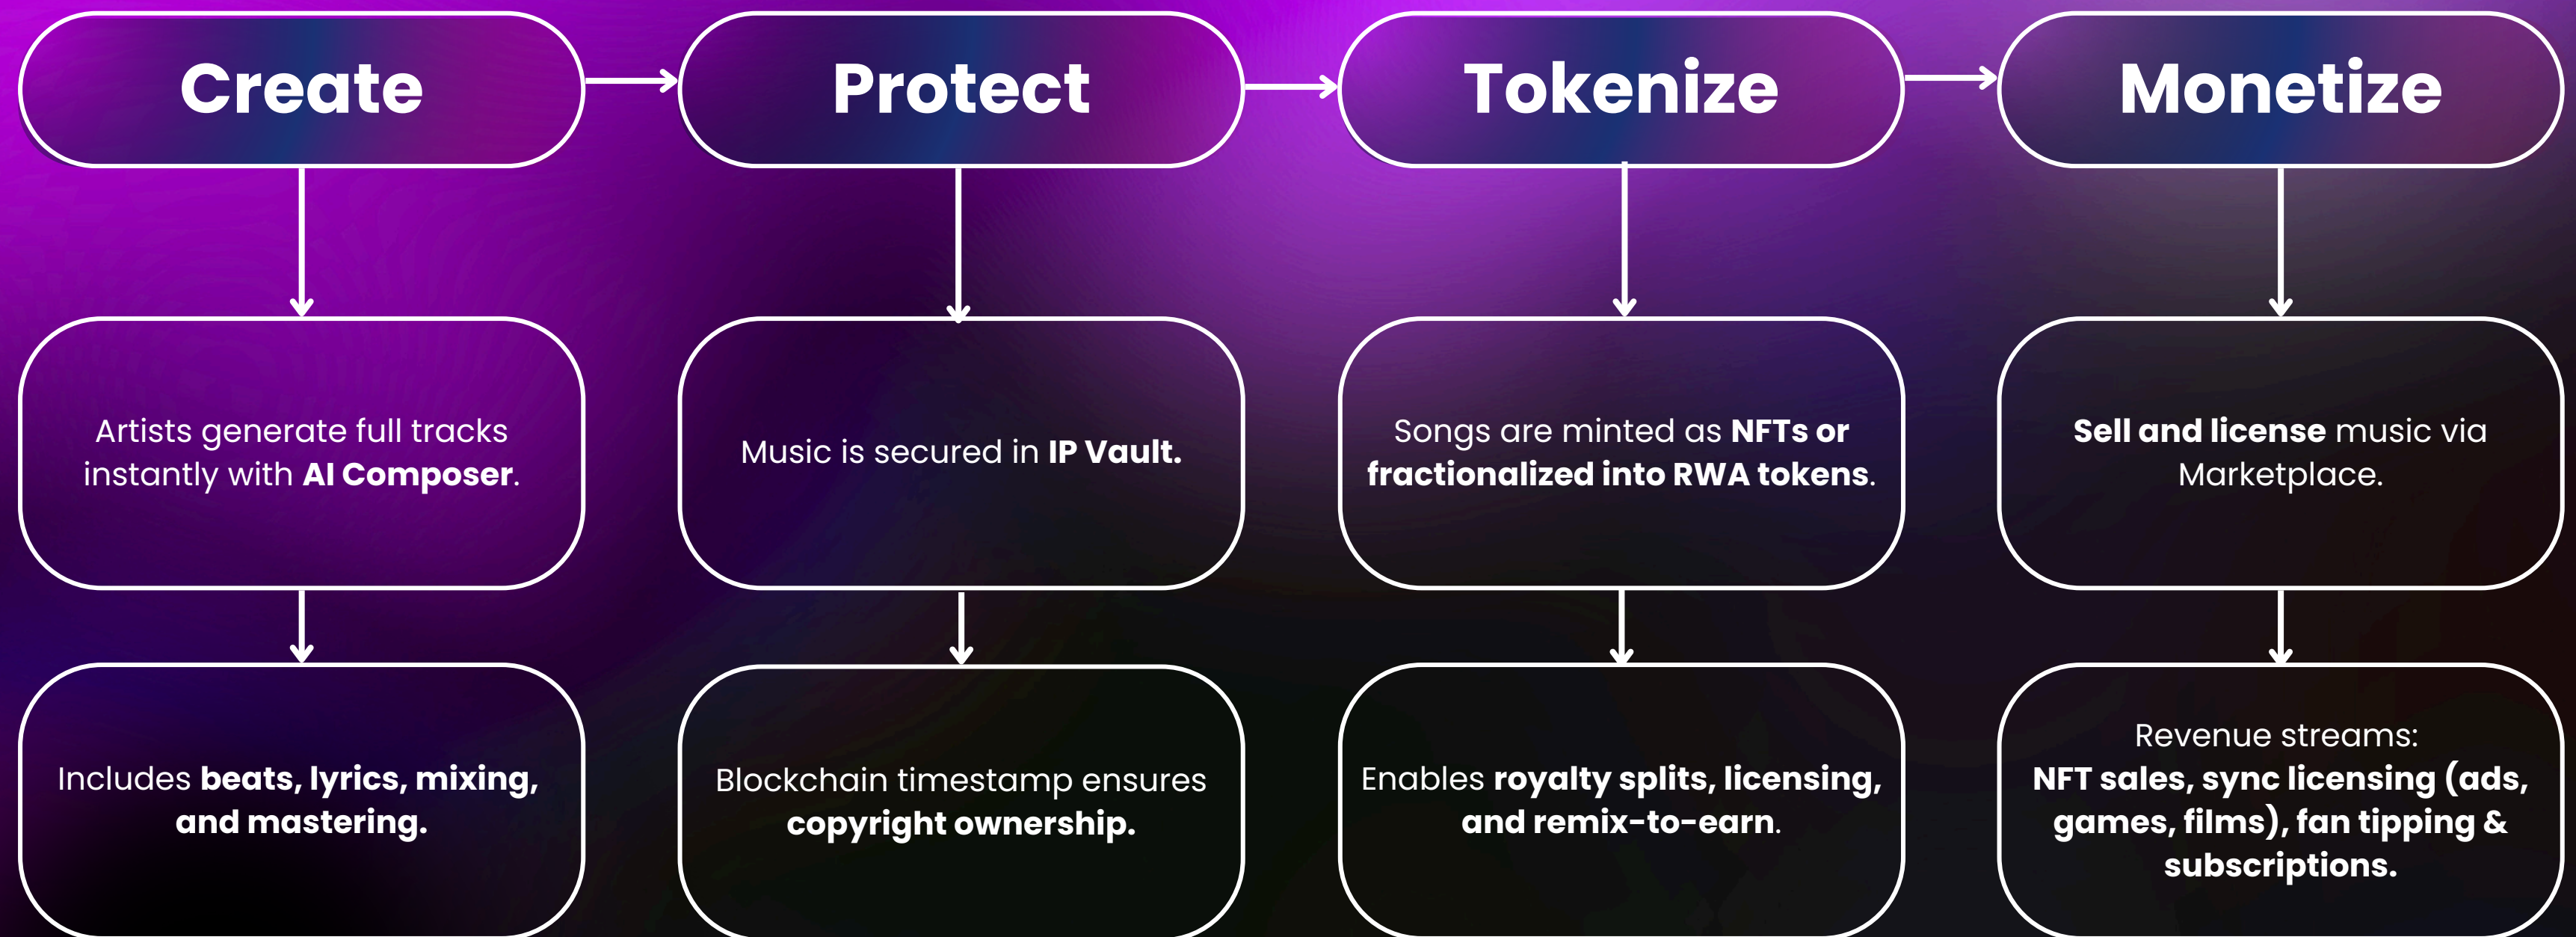 Create
Protect
Tokenize
Monetize
Artists generate full tracks
instantly with AI Composer.
Music is secured in IP Vault.
Songs are minted as NFTs or
fractionalized into RWA tokens.
Sell and license music via
Marketplace.
Includes beats, lyrics, mixing,
and mastering.
Blockchain timestamp ensures
copyright ownership.
Enables royalty splits, licensing,
and remix-to-earn.
Revenue streams:
NFT sales, sync licensing (ads,
games, films), fan tipping &
subscriptions.